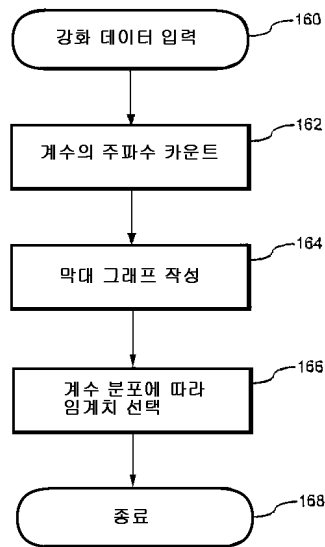 강화 데이터 입력
160
계수의 주파수 카운트
162
막대 그래프 작성
164
계수 분포에 따라
임계치 선택
166
종료
168